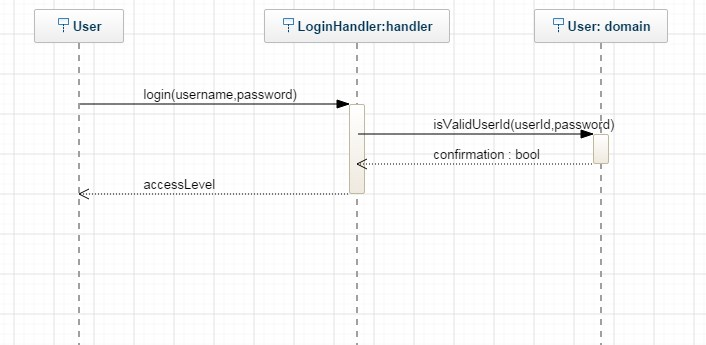 User
LoginHandler:handler
User: domain
login(username,password)
isValidUserId(userId,password)
confirmation : bool
accessLevel